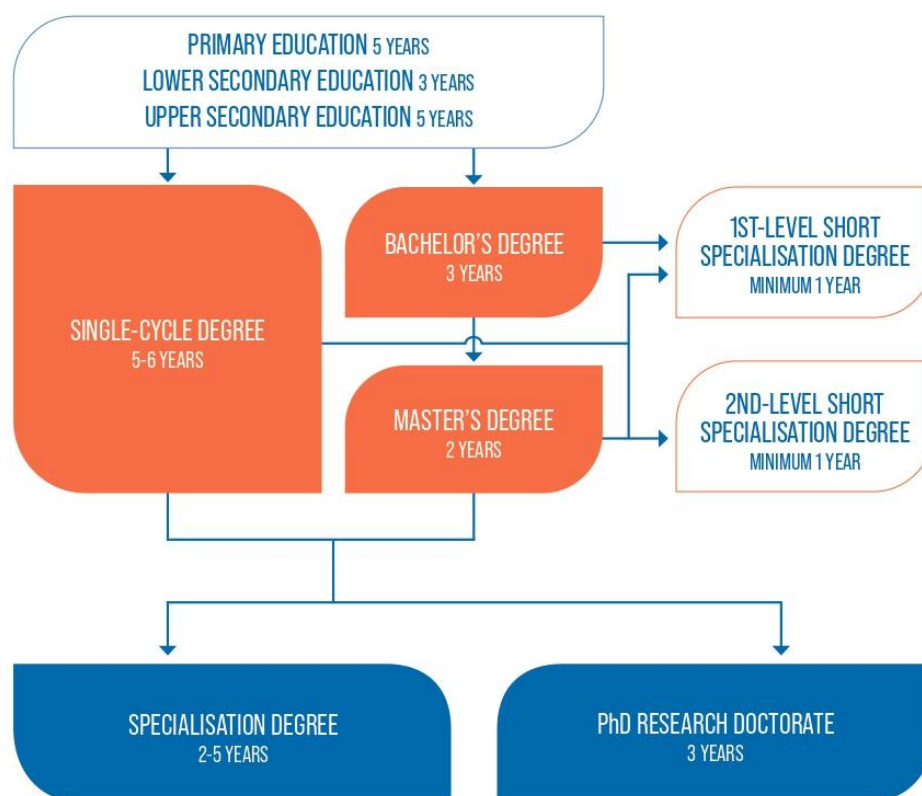 PRIMARY EDUCATION 5 YEARS
LOWER SECONDARY EDUCATION 3 YEARS
UPPER SECONDARY EDUCATION 5 YEARS
SINGLE-CYCLE DEGREE
5-6 YEARS
BACHELOR'S DEGREE
3 YEARS
1ST-LEVEL SHORT
SPECIALISATION DEGREE
MINIMUM 1 YEAR
MASTER'S DEGREE
2 YEARS
2ND-LEVEL SHORT
SPECIALISATION DEGREE
MINIMUM 1 YEAR
SPECIALISATION DEGREE
2-5 YEARS
PhD RESEARCH DOCTORATE
3 YEARS